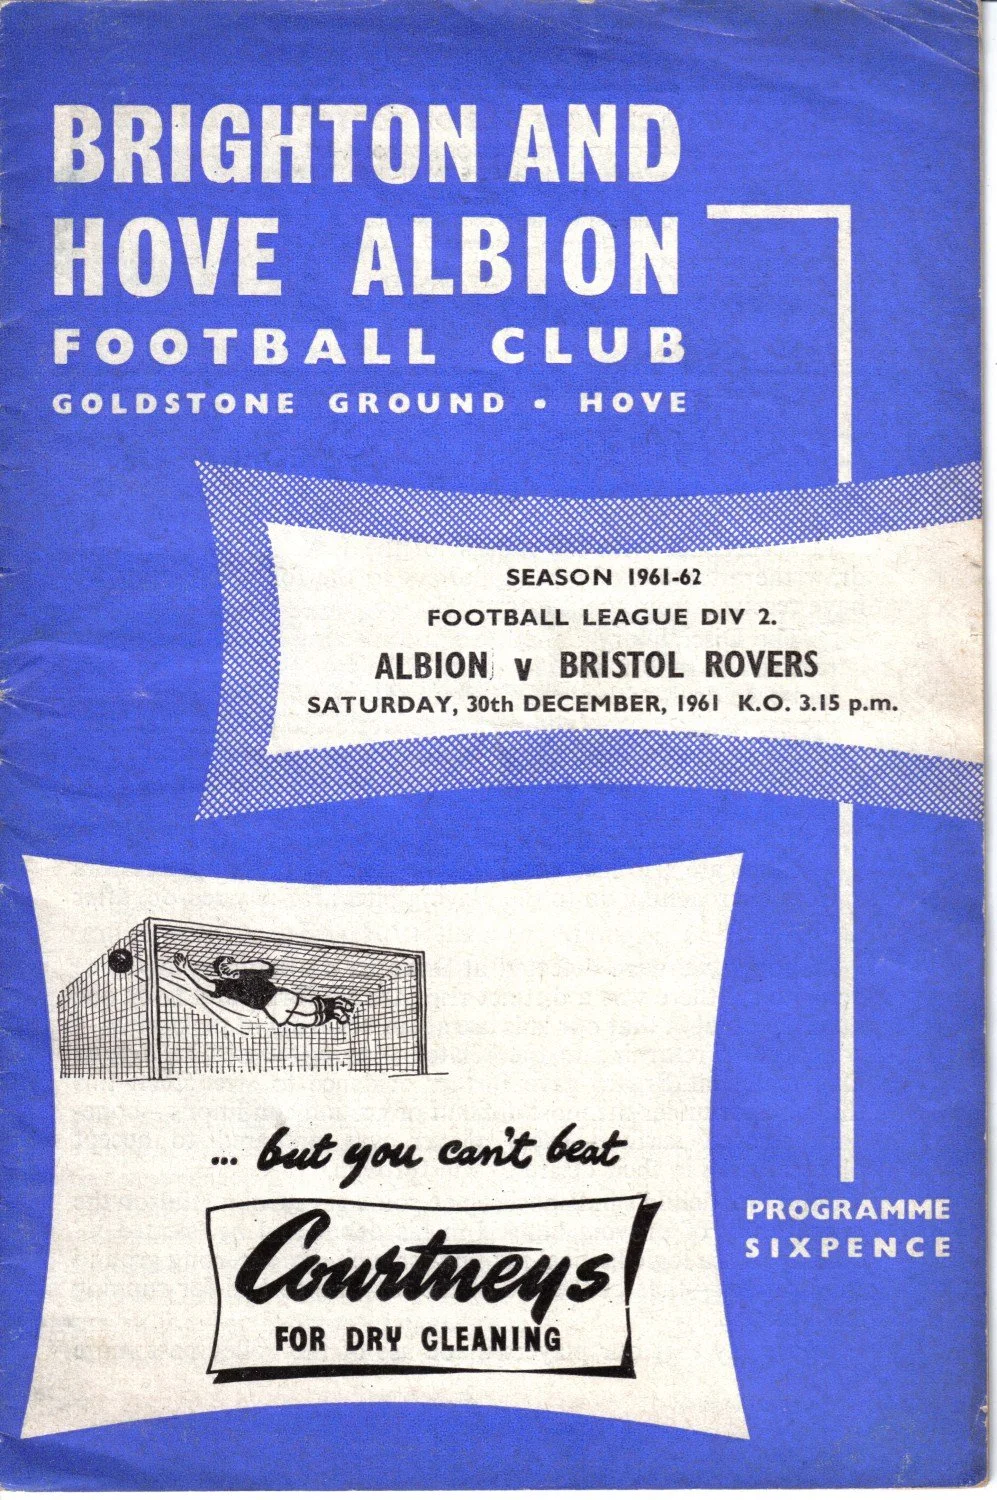 BRIGHTON AND
HOVE ALBION
FOOTBALL CLUB
GOLDSTONE GROUND • HOVE
SEASON 1961-62
FOOTBALL LEAGUE DIV 2.
ALBION v BRISTOL ROVERS
SATURDAY, 30th DECEMBER, 1961 K.O. 3.15 p.m.
... but you can't beat
Courtneys
FOR DRY CLEANING
PROGRAMME
SIXPENCE